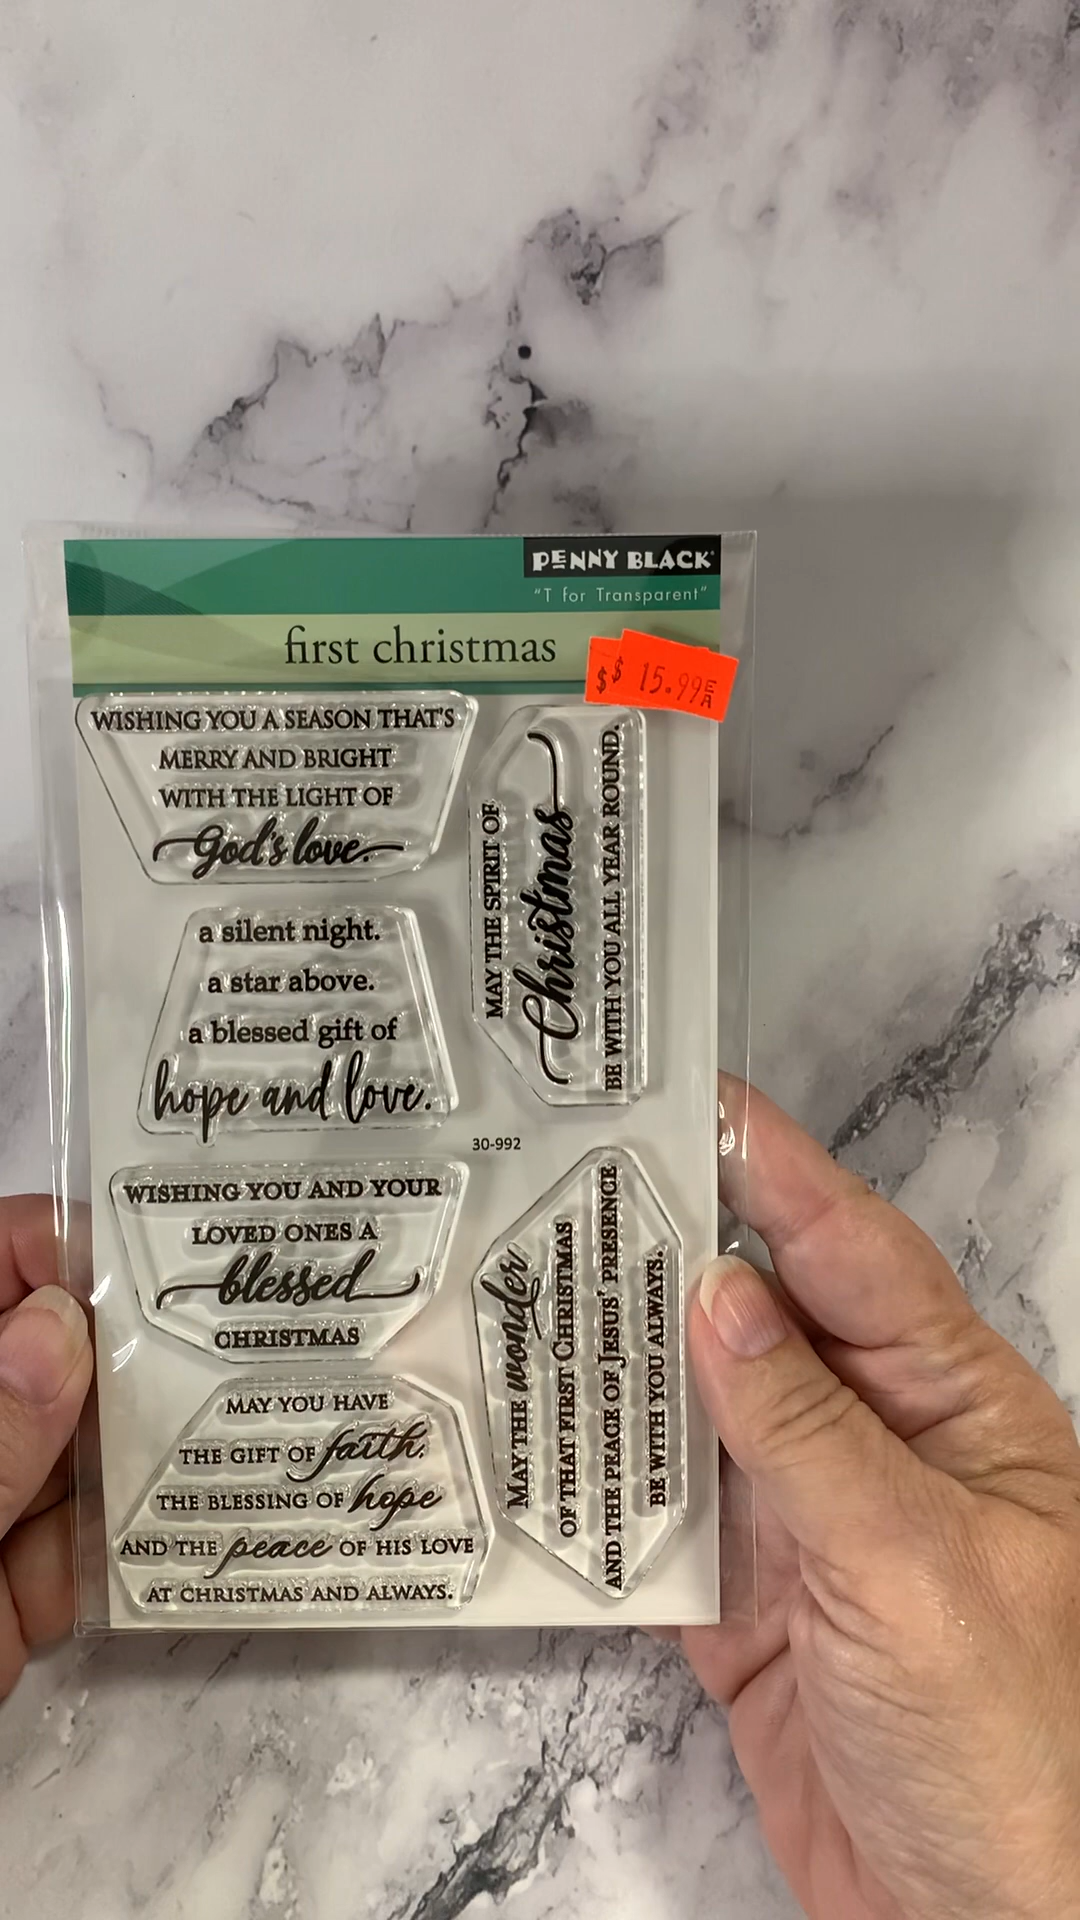 PENNY BLACK
"T for Transparent"
first christmas
$ $ 15.99 EA
WISHING YOU A SEASON THAT'S
MERRY AND BRIGHT
WITH THE LIGHT OF
God's love.
MAY THE SPIRIT OF
Christmas
BE WITH YOU ALL YEAR ROUND.
a silent night.
a star above.
a blessed gift of
hope and love.
30-992
WISHING YOU AND YOUR
LOVED ONES A
blessed
CHRISTMAS
MAY THE wonder
OF THAT FIRST CHRISTMAS
AND THE PEACE OF JESUS' PRESENCE
BE WITH YOU ALWAYS.
MAY YOU HAVE
THE GIFT OF faith,
THE BLESSING OF hope
AND THE peace OF HIS LOVE
AT CHRISTMAS AND ALWAYS.